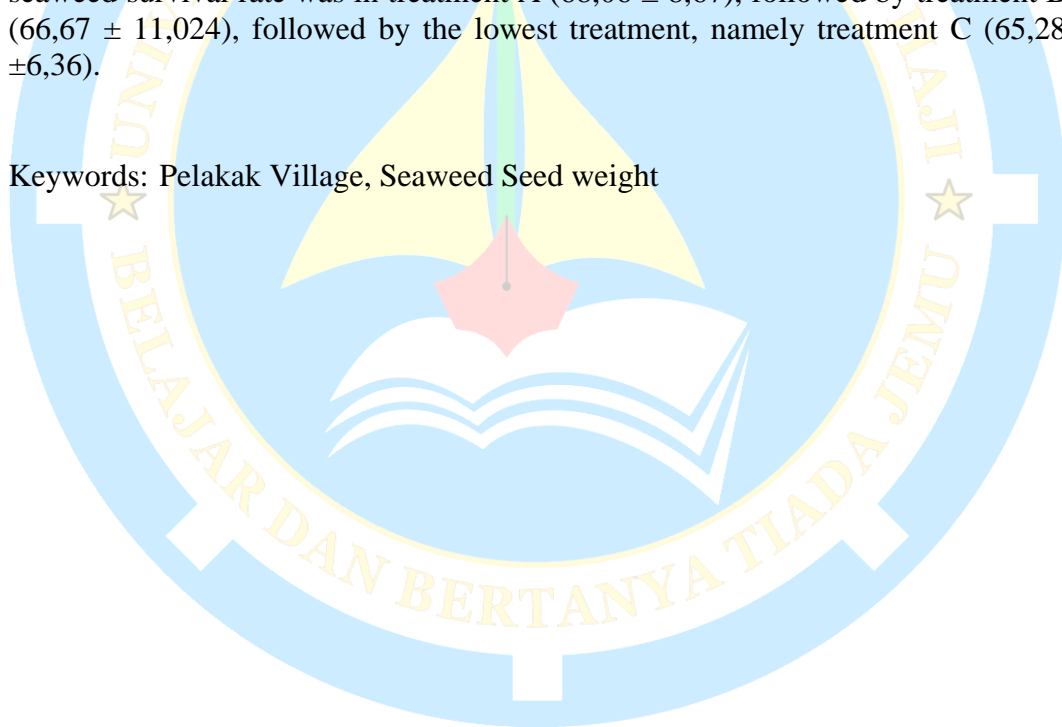 seaweed survival rate was in treatment A followed by treatment B
(66,67 ± 11,024), followed by the lowest treatment, namely treatment C (65,28
±6,36).
Keywords: Pelakak Village, Seaweed Seed weight
BELAJAR DAN BERTANYA TIADA JEMU